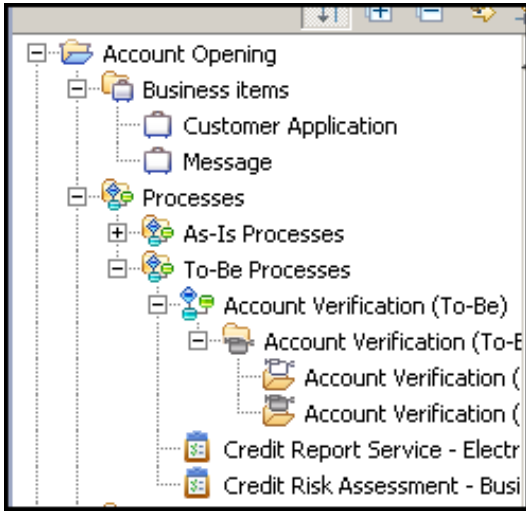 Account Opening
Business items
Customer Application
Message
Processes
As-Is Processes
To-Be Processes
Account Verification (To-Be)
Account Verification (To-E
Account Verification (
Account Verification (
Credit Report Service - Electr
Credit Risk Assessment - Busi